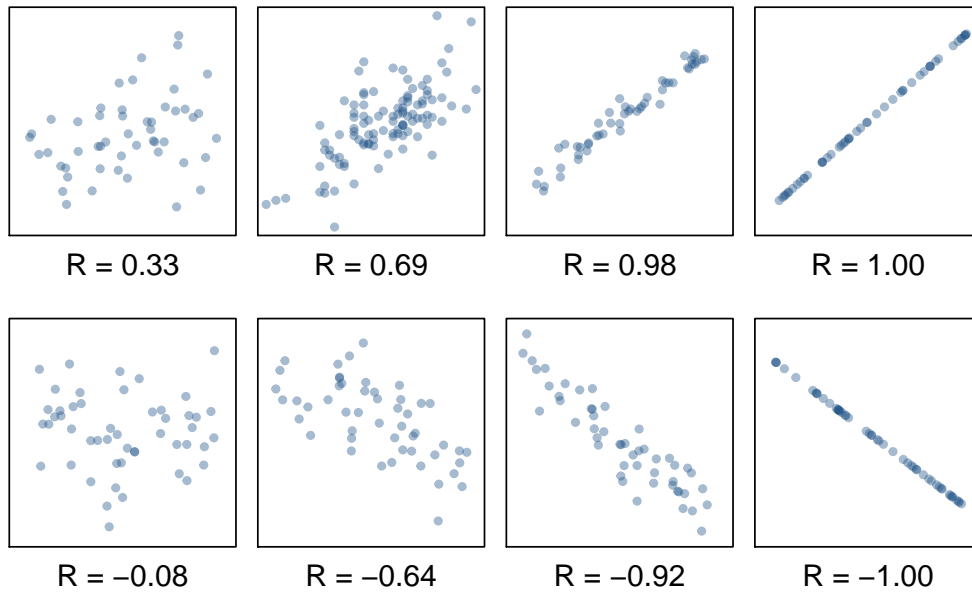 R = 0.33
R = 0.69
R = 0.98
R = 1.00
R = −0.08
R = −0.64
R = −0.92
R = −1.00